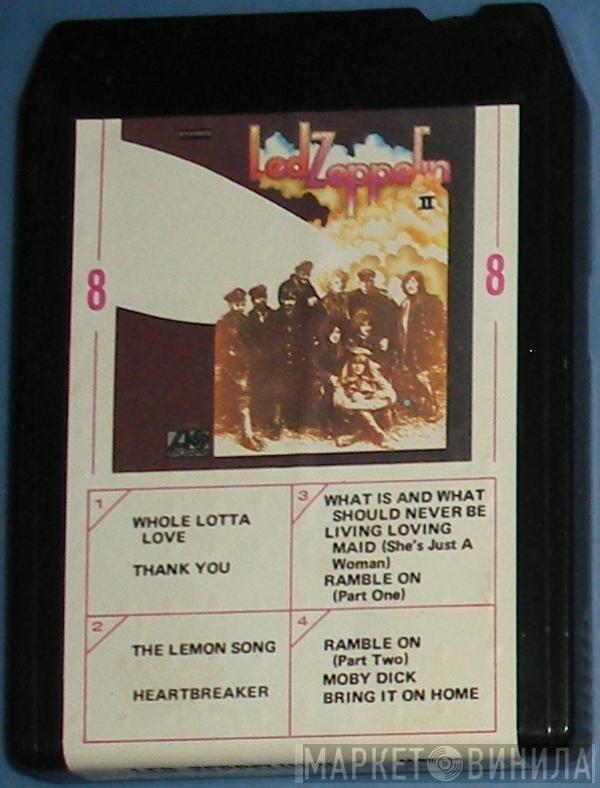 Led Zeppelin
II
8
8
1
WHOLE LOTTA
LOVE
THANK YOU
2
THE LEMON SONG
HEARTBREAKER
3
WHAT IS AND WHAT
SHOULD NEVER BE
LIVING LOVING
MAID (She's Just A
Woman)
RAMBLE ON
(Part One)
4
RAMBLE ON
(Part Two)
MOBY DICK
BRING IT ON HOME
МАРКЕТ ВИНИЛА